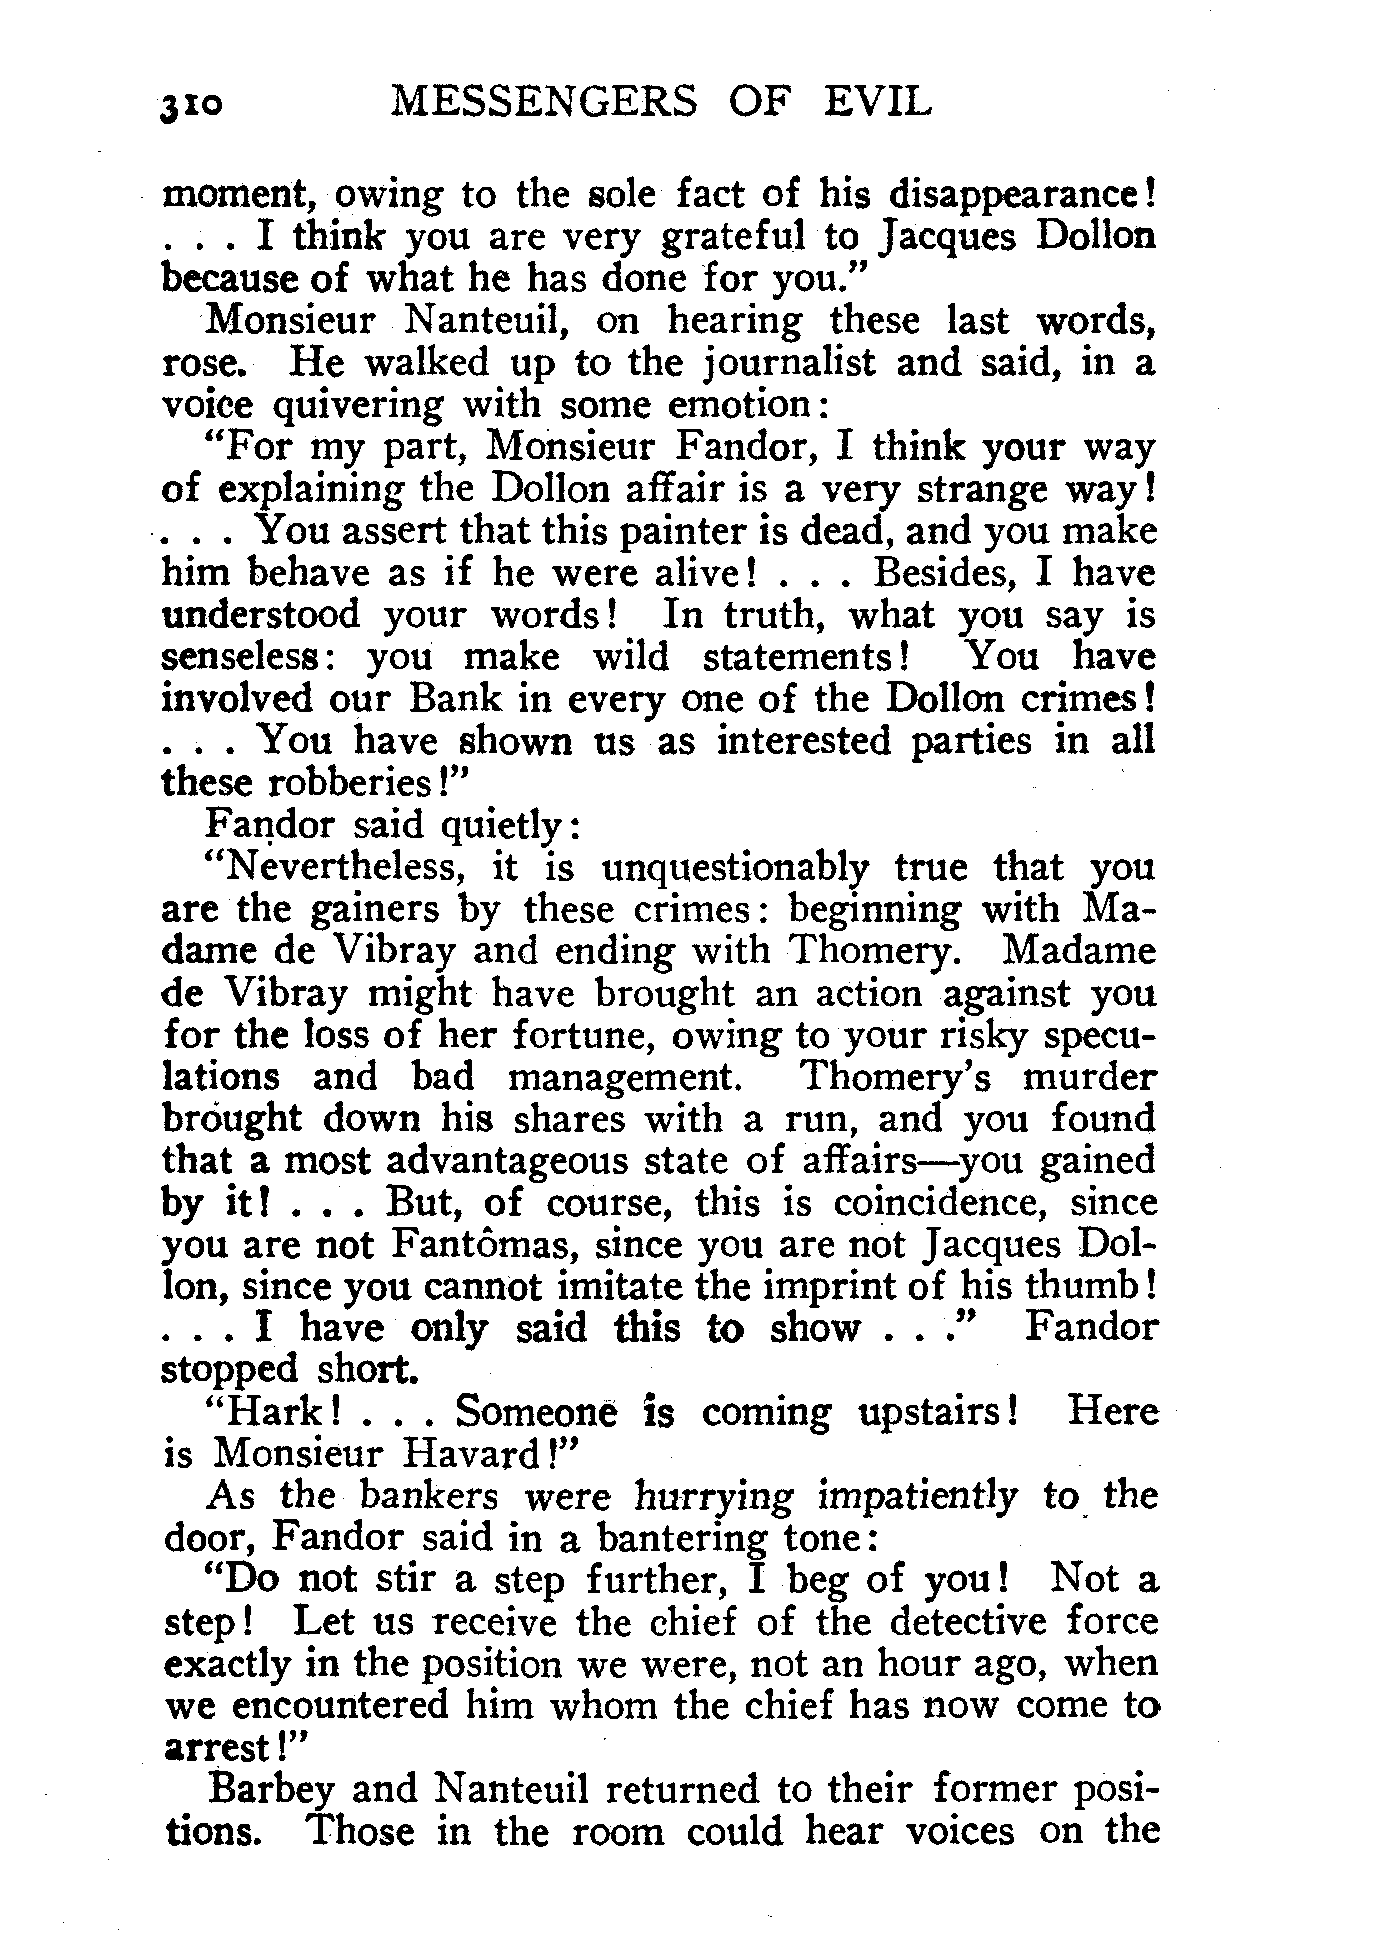 310 MESSENGERS OF EVIL
moment, owing to the sole fact of his disappearance!
. . . I think you are very grateful to Jacques Dollon
because of what he has done for you.”
Monsieur Nanteuil, on hearing these last words,
rose. He walked up to the journalist and said, in a
voice quivering with some emotion:
“For my part, Monsieur Fandor, I think your way
of explaining the Dollon affair is a very strange way!
. . . You assert that this painter is dead, and you make
him behave as if he were alive! . . . Besides, I have
understood your words! In truth, what you say is
senseless: you make wild statements! You have
involved our Bank in every one of the Dollon crimes!
. . . You have shown us as interested parties in all
these robberies!”
Fandor said quietly:
“Nevertheless, it is unquestionably true that you
are the gainers by these crimes: beginning with Ma-
dame de Vibray and ending with Thomery. Madame
de Vibray might have brought an action against you
for the loss of her fortune, owing to your risky specu-
lations and bad management. Thomery’s murder
brought down his shares with a run, and you found
that a most advantageous state of affairs—you gained
by it! . . . But, of course, this is coincidence, since
you are not Fantômas, since you are not Jacques Dol-
lon, since you cannot imitate the imprint of his thumb!
. . . I have only said this to show . . .” Fandor
stopped short.
“Hark! . . . Someone is coming upstairs! Here
is Monsieur Havard!”
As the bankers were hurrying impatiently to the
door, Fandor said in a bantering tone:
“Do not stir a step further, I beg of you! Not a
step! Let us receive the chief of the detective force
exactly in the position we were, not an hour ago, when
we encountered him whom the chief has now come to
arrest!”
Barbey and Nanteuil returned to their former posi-
tions. Those in the room could hear voices on the